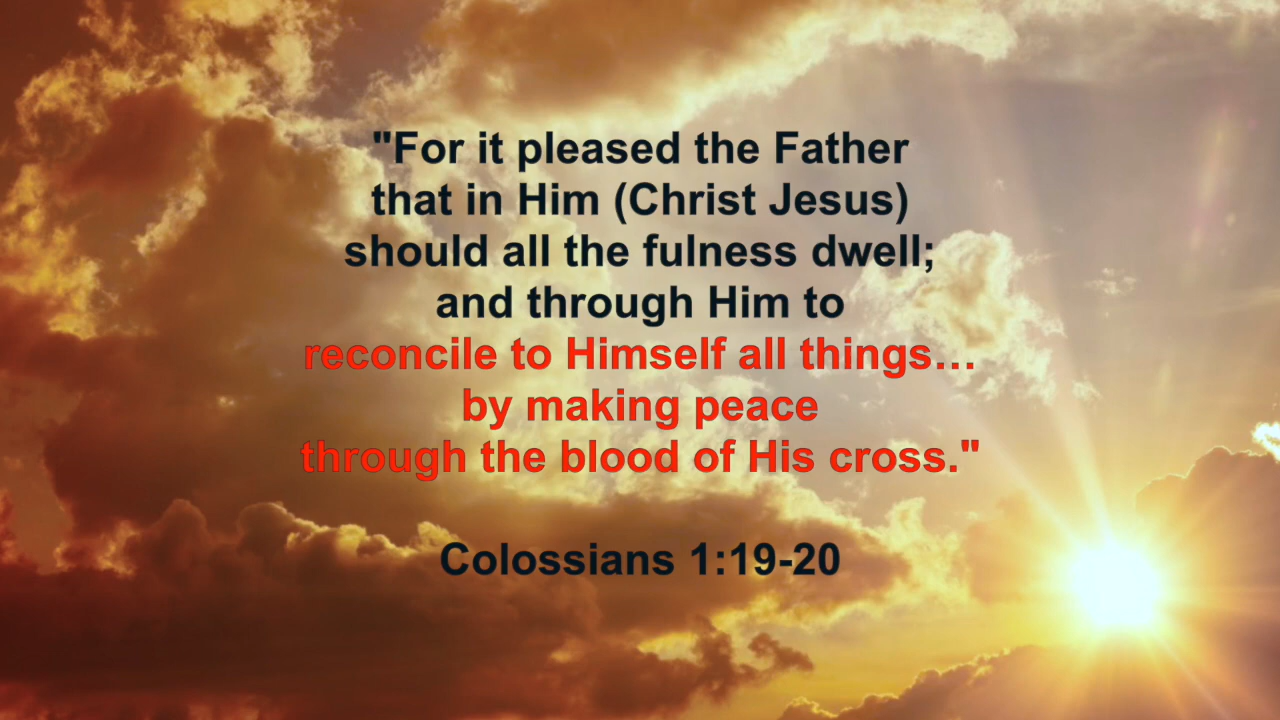 "For it pleased the Father
that in Him (Christ Jesus)
should all the fulness dwell;
and through Him to
reconcile to Himself all things…
by making peace
through the blood of His cross."
Colossians 1:19-20